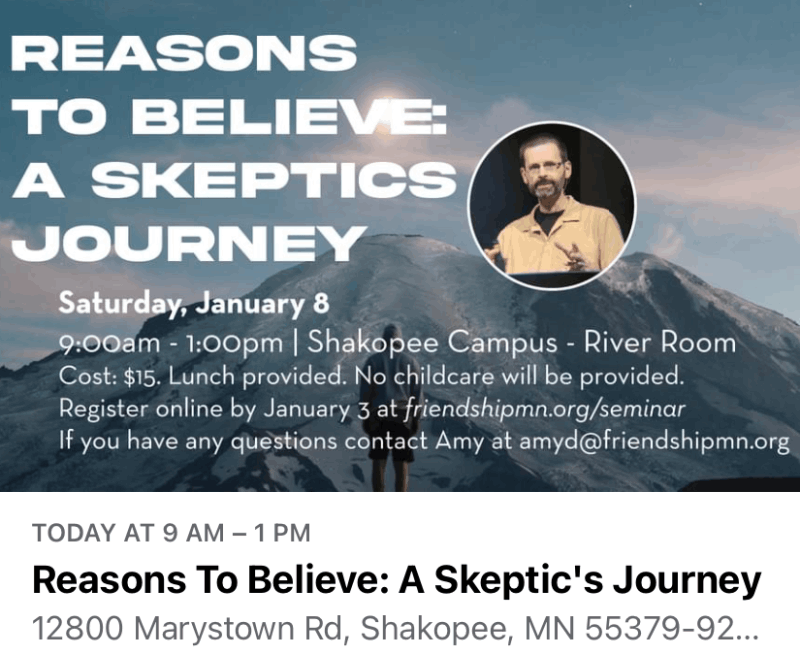 REASONS
TO BELIEVE:
A SKEPTICS
JOURNEY
Saturday, January 8
9:00am - 1:00pm | Shakopee Campus - River Room
Cost: $15. Lunch provided. No childcare will be provided.
Register online by January 3 at friendshipmn.org/seminar
If you have any questions contact Amy at amyd@friendshipmn.org
TODAY AT 9 AM – 1 PM
Reasons To Believe: A Skeptic's Journey
12800 Marystown Rd, Shakopee, MN 55379-92...